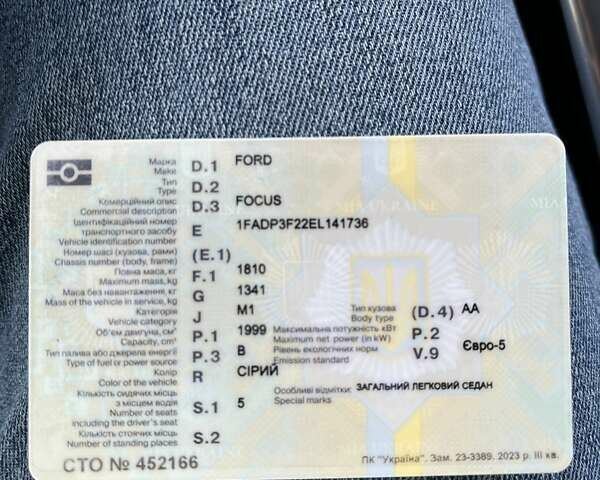 Марка D.1 FORD
Make
Тип D.2
Type
Комерційний опис D.3 FOCUS
Commercial description
Ідентифікаційний номер
транспортного засобу E 1FADP3F22EL141736
Vehicle identification number
Номер шасі (кузова, рами) (E.1)
Chassis number (body, frame)
Повна маса, кг F.1 1810
Maximum mass, kg
Маса без навантаження, кг G 1341
Mass of the vehicle in service, kg
Категорія J M1 Тип кузова (D.4) AA
Vehicle category Body type
Об'єм двигуна, см³ P.1 1999 Максимальна потужність кВт P.2
Capacity, cm³ Maximum net power (in kW)
Тип палива або джерела енергії P.3 B Рівень екологічних норм V.9 Євро-5
Type of fuel or power source Emission standard
Колір R СІРИЙ
Color of the vehicle
Кількість сидячих місць Особливі відмітки: ЗАГАЛЬНИЙ ЛЕГКОВИЙ СЕДАН
з місцем водія S.1 5 Special marks
Number of seats
including the driver's seat
Кількість стоячих місць S.2
Number of standing places
СТО № 452166
ПК "Україна". Зам. 23-3389. 2023 р. III кв.